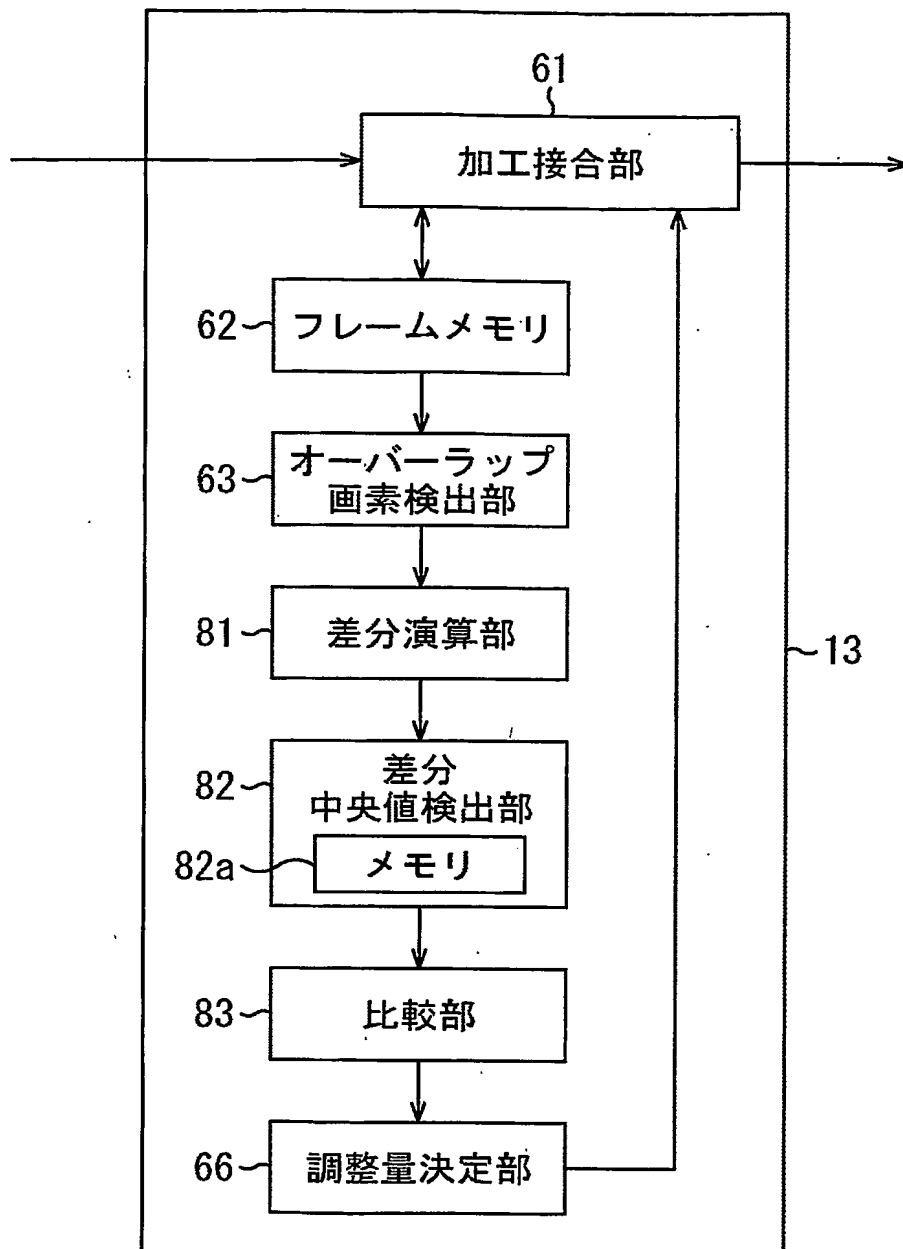 61
加工接合部
62
フレームメモリ
63
オーバーラップ
画素検出部
81
差分演算部
13
82
差分
中央値検出部
82a
メモリ
83
比較部
66
調整量決定部